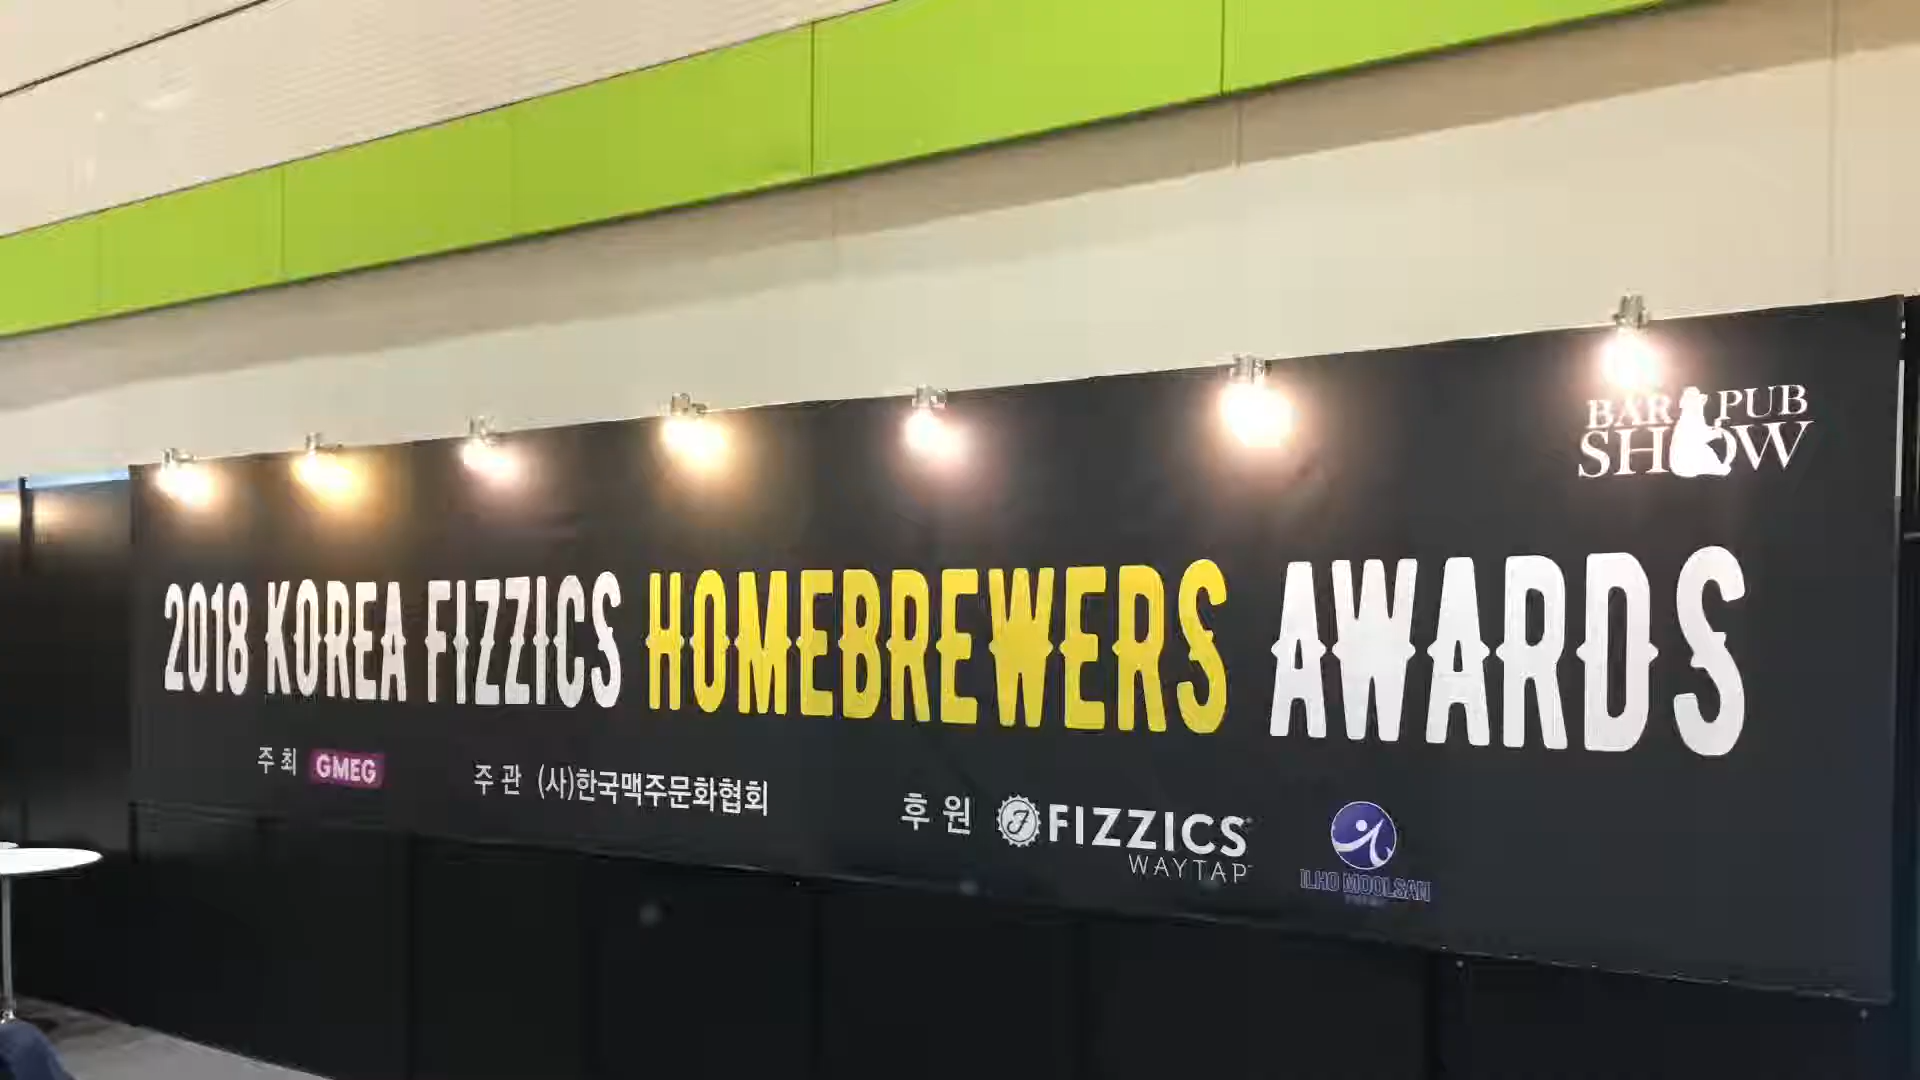 BAR PUB
SHOW
2018 KOREA FIZZICS HOMEBREWERS AWARDS
주최 GMEG 주관 (사)한국맥주문화협회 후원 FIZZICS
WAYTAP
ILHO MOOLSAN